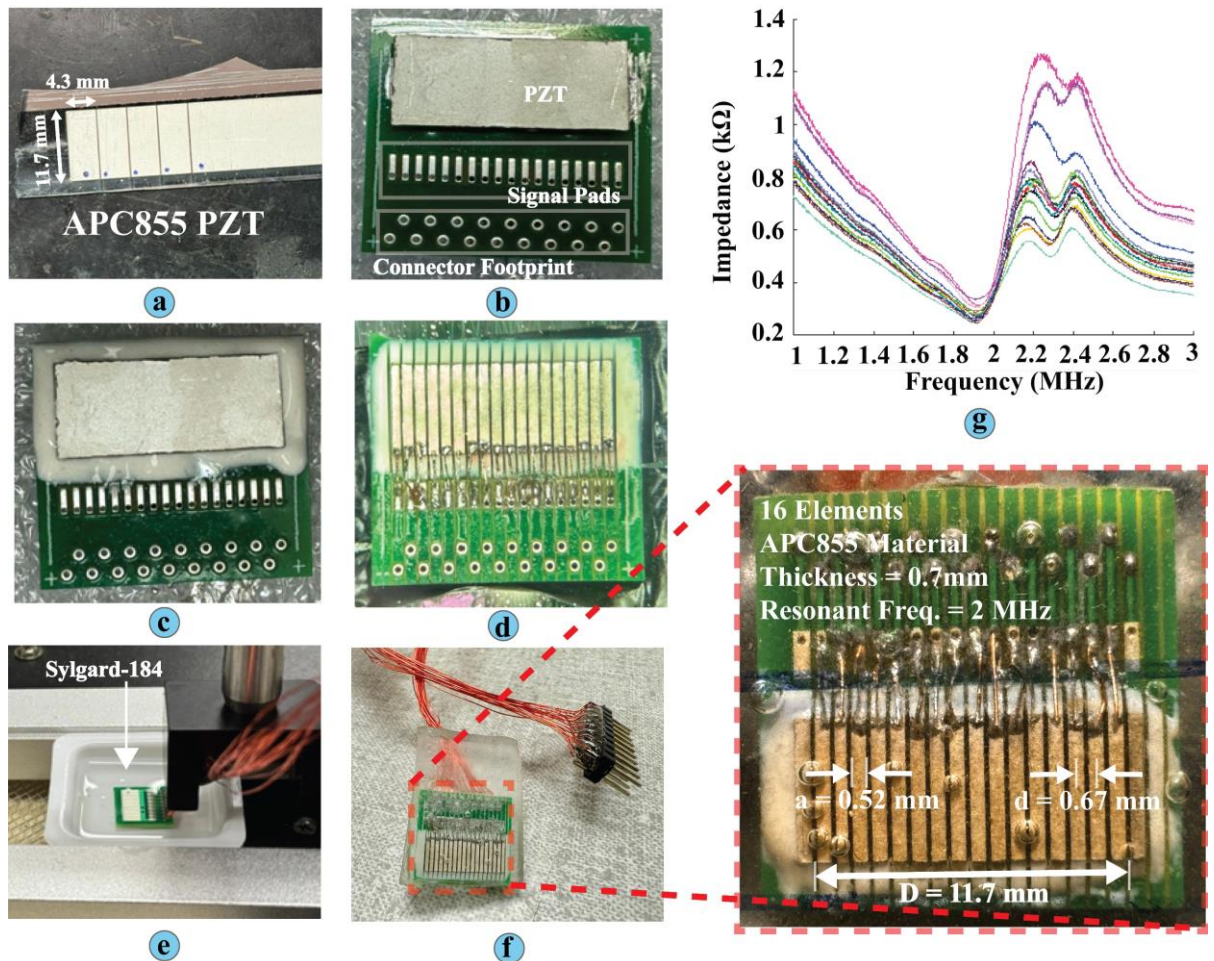 4.3 mm
11.7 mm
APC855 PZT
a
PZT
Signal Pads
Connector Footprint
b
1.4
1.2
1.0
0.8
0.6
0.4
0.2
Impedance (kΩ)
1 1.2 1.4 1.6 1.8 2 2.2 2.4 2.6 2.8 3
Frequency (MHz)
g
c
d
Sylgard-184
e
f
16 Elements
APC855 Material
Thickness = 0.7mm
Resonant Freq. = 2 MHz
a = 0.52 mm
d = 0.67 mm
D = 11.7 mm